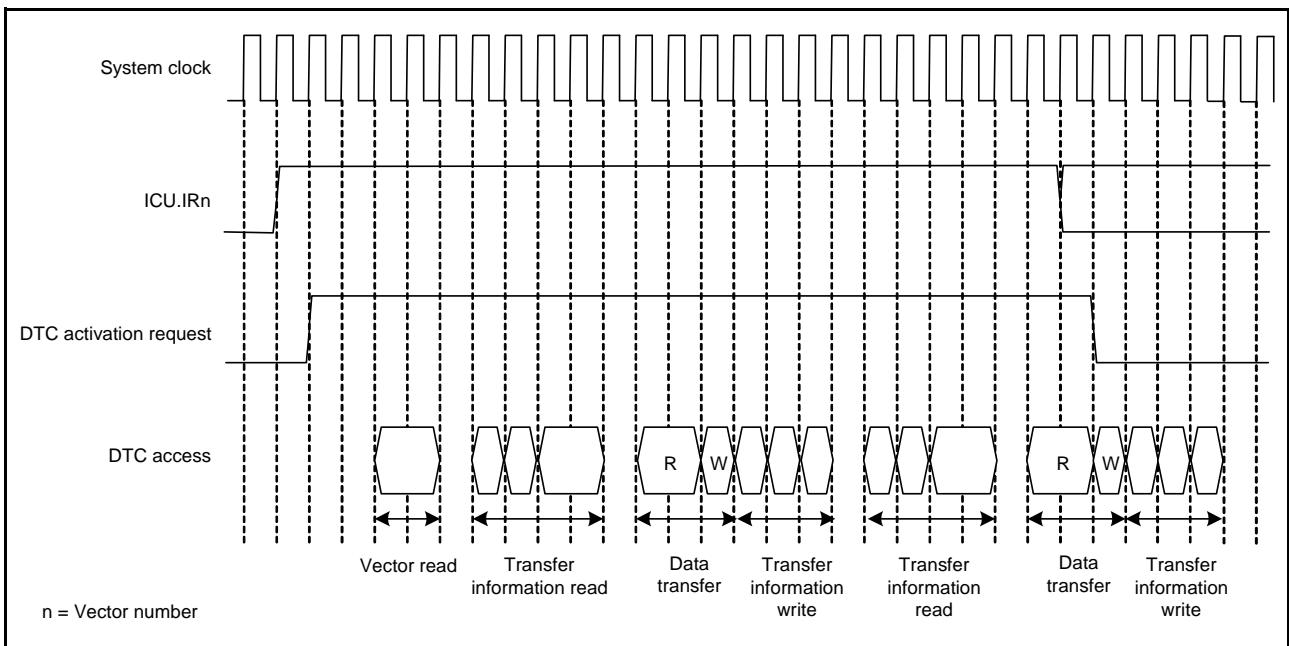 System clock
ICU.IRn
DTC activation request
DTC access
R
W
R
W
Vector read
Transfer
information read
Data
transfer
Transfer
information
write
Transfer
information
read
Data
transfer
Transfer
information
write
n = Vector number